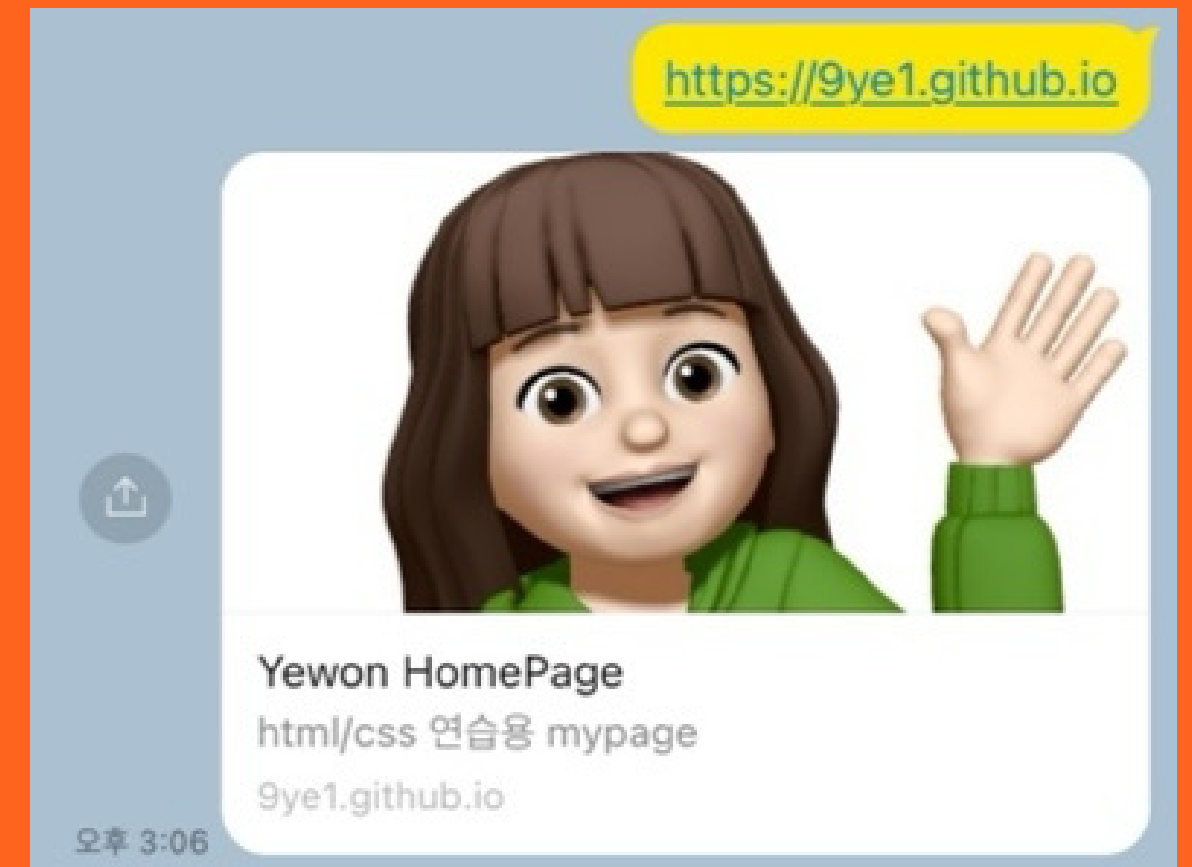 https://9ye1.github.io
Yewon HomePage
html/css 연습용 mypage
9ye1.github.io
오후 3:06